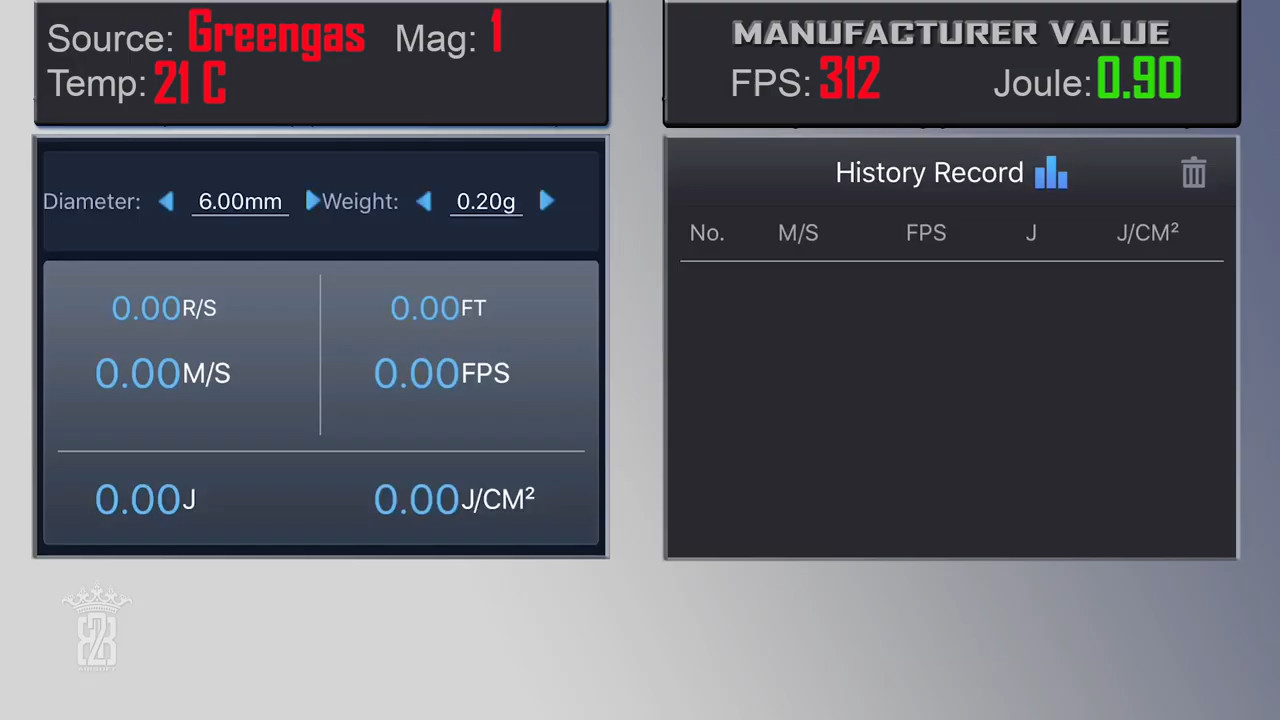 Source: Greengas Mag: 1
Temp: 21 C
MANUFACTURER VALUE
FPS: 312 Joule: 0.90
Diameter: 6.00mm Weight: 0.20g
0.00R/S 0.00FT
0.00M/S 0.00FPS
0.00J 0.00J/CM²
History Record
No. M/S FPS J J/CM²